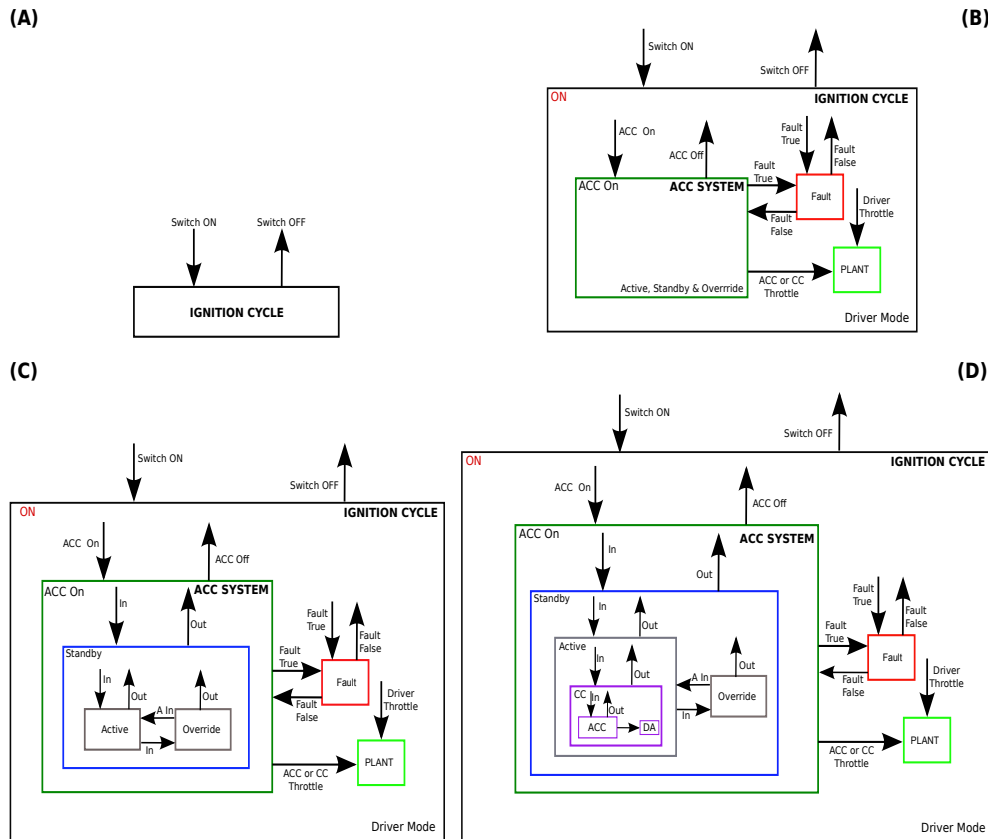 (A)
Switch ON
Switch OFF
IGNITION CYCLE
(B)
Switch ON
Switch OFF
ON
IGNITION CYCLE
ACC On
ACC Off
Fault
True
Fault
False
ACC On
ACC SYSTEM
Fault
True
Fault
Driver
Throttle
Fault
False
PLANT
ACC or CC
Throttle
Active, Standby & Overrride
Driver Mode
(C)
Switch ON
Switch OFF
ON
IGNITION CYCLE
ACC On
ACC Off
ACC On
ACC SYSTEM
In
Out
Fault
True
Fault
False
Standby
Fault
True
Fault
In
Out
Out
Driver
Throttle
Fault
False
A In
Active
Override
In
PLANT
ACC or CC
Throttle
Driver Mode
(D)
Switch ON
Switch OFF
ON
IGNITION CYCLE
ACC On
ACC Off
ACC On
ACC SYSTEM
In
Out
Fault
True
Fault
False
Standby
In
Out
Fault
True
Fault
Active
In
Out
Out
Fault
False
Driver
Throttle
A In
Override
CC
In
Out
In
ACC
DA
PLANT
ACC or CC
Throttle
Driver Mode